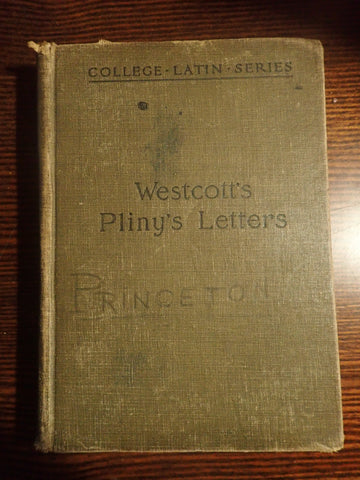 COLLEGE · LATIN · SERIES
Westcott's
Pliny's Letters
PRINCETON